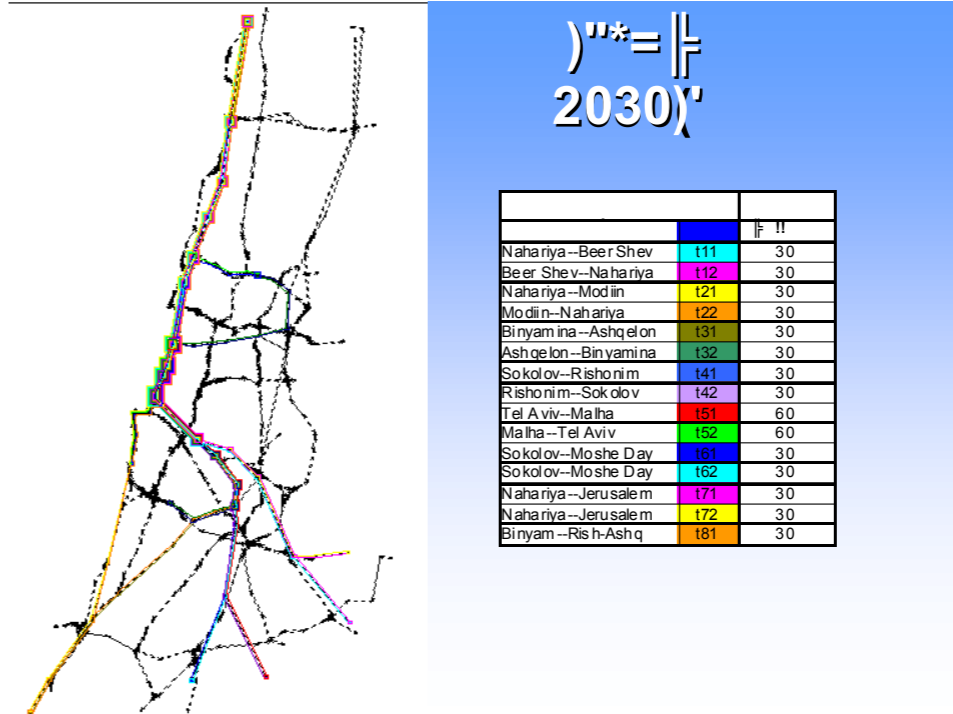 )"*=╠
2030)'
╠ !!
Nahariya--Beer Shev t11 30
Beer Shev--Nahariya t12 30
Nahariya--Modiin t21 30
Modiin--Nahariya t22 30
Binyamina--Ashqelon t31 30
Ashqelon--Binyamina t32 30
Sokolov--Rishonim t41 30
Rishonim--Sokolov t42 30
Tel Aviv--Malha t51 60
Malha--Tel Aviv t52 60
Sokolov--Moshe Day t61 30
Sokolov--Moshe Day t62 30
Nahariya--Jerusalem t71 30
Nahariya--Jerusalem t72 30
Binyam--Rish-Ashq t81 30